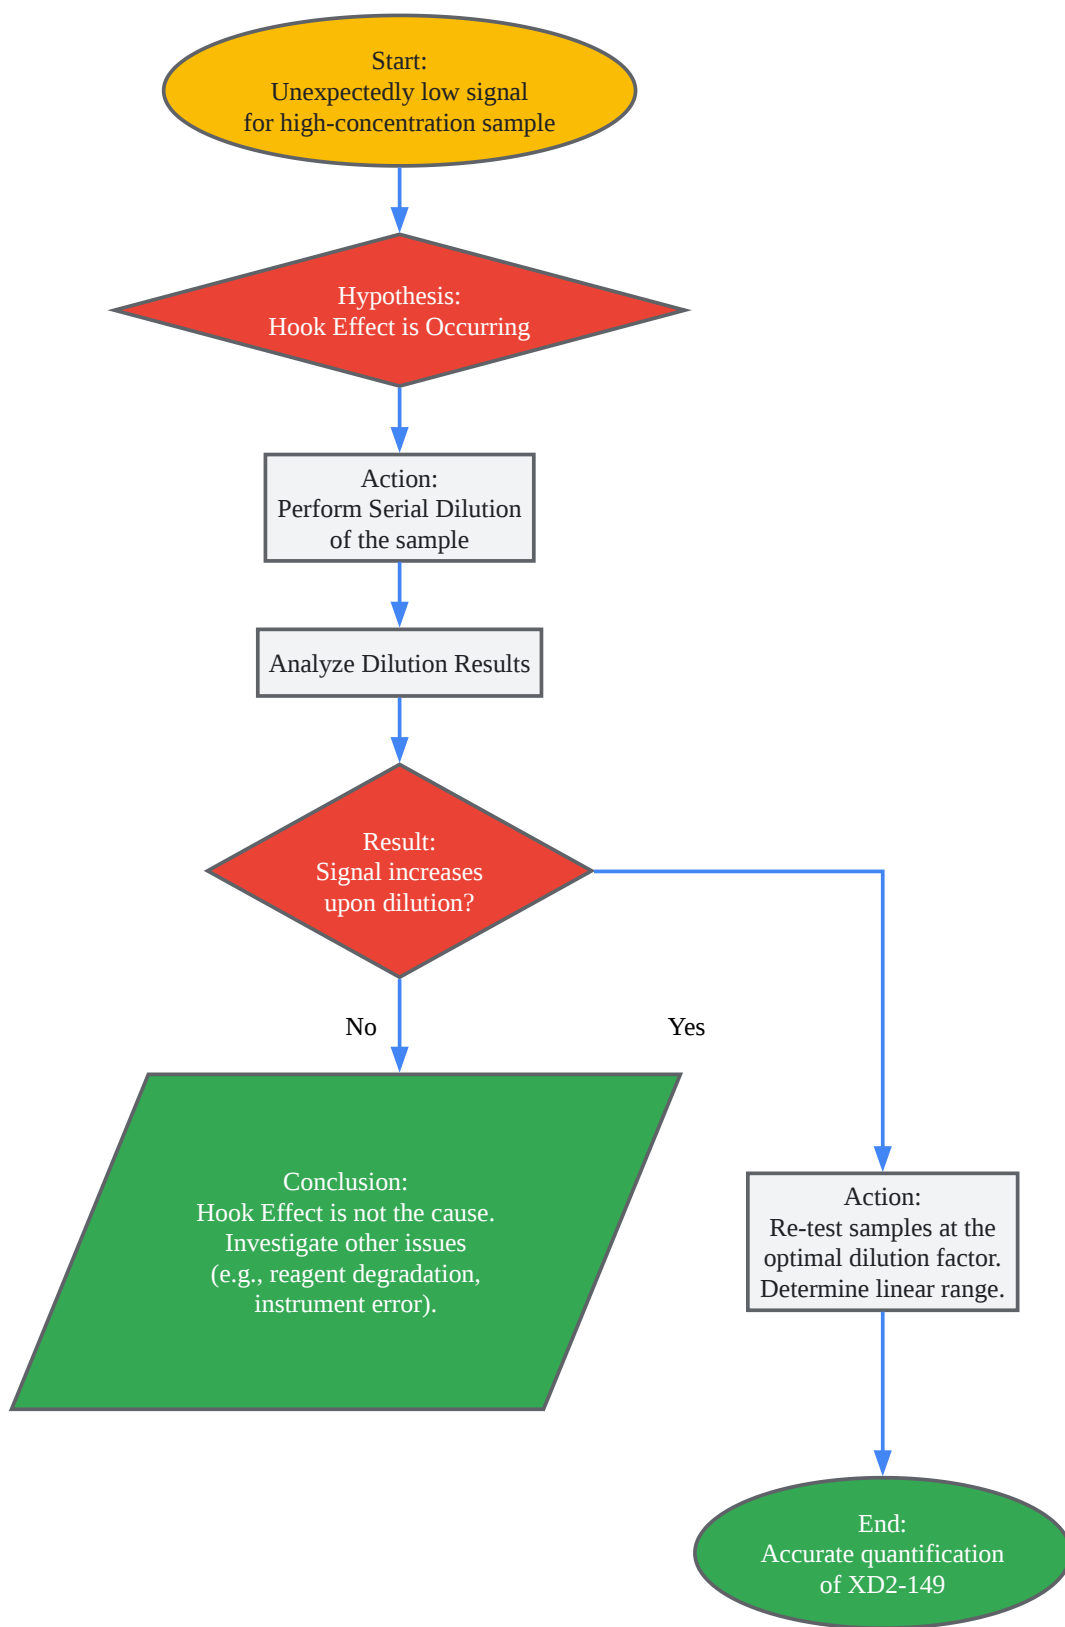 Start:
Unexpectedly low signal
for high-concentration sample
Hypothesis:
Hook Effect is Occurring
Action:
Perform Serial Dilution
of the sample
Analyze Dilution Results
Result:
Signal increases
upon dilution?
No
Yes
Conclusion:
Hook Effect is not the cause.
Investigate other issues
(e.g., reagent degradation,
instrument error).
Action:
Re-test samples at the
optimal dilution factor.
Determine linear range.
End:
Accurate quantification
of XD2-149